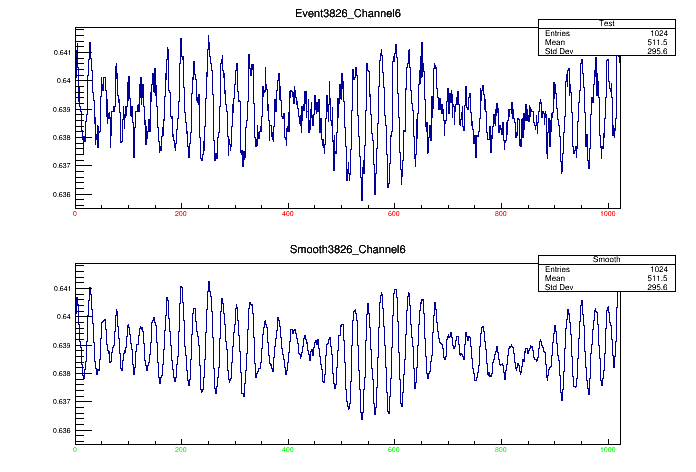 Event3826_Channel6
Test
Entries 1024
Mean 511.5
Std Dev 295.6
0.641
0.64
0.639
0.638
0.637
0.636
0 200 400 600 800 1000
Smooth3826_Channel6
Smooth
Entries 1024
Mean 511.5
Std Dev 295.6
0.641
0.64
0.639
0.638
0.637
0.636
0 200 400 600 800 1000